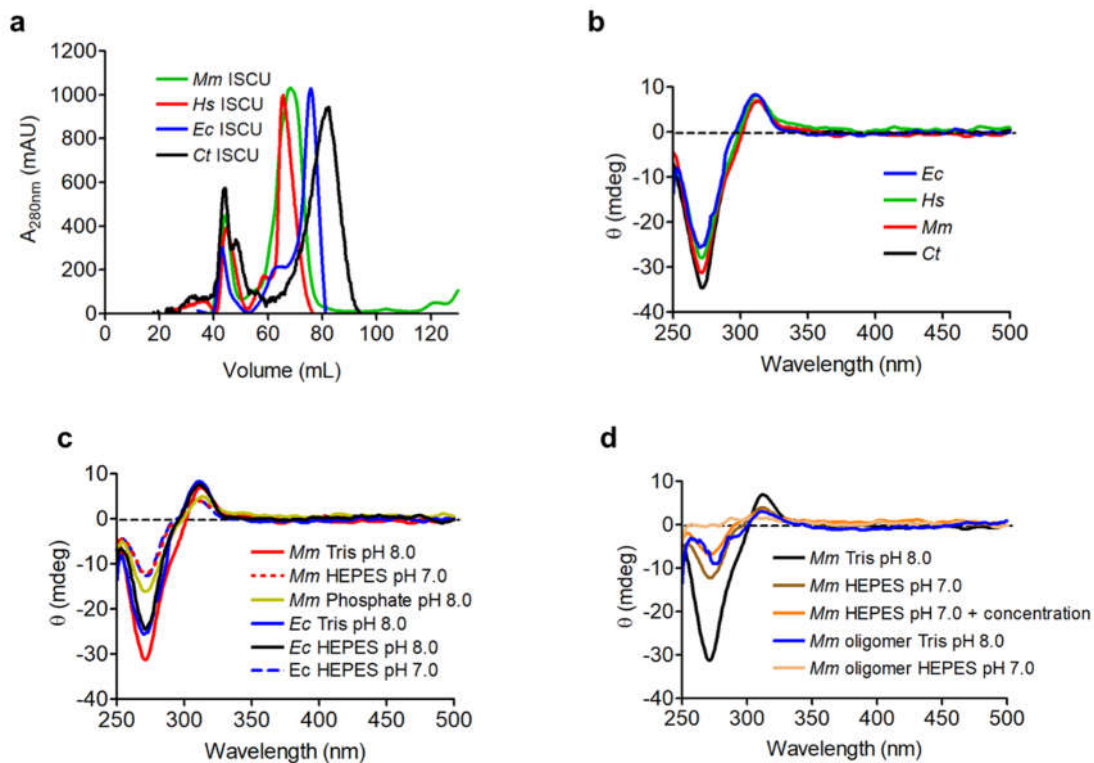 a
1200
1000
800
600
400
200
0
A280nm (mAU)
Mm ISCU
Hs ISCU
Ec ISCU
Ct ISCU
0 20 40 60 80 100 120
Volume (mL)
b
10
0
-10
-20
-30
-40
θ (mdeg)
Ec
Hs
Mm
Ct
250 300 350 400 450 500
Wavelength (nm)
c
10
0
-10
-20
-30
-40
θ (mdeg)
Mm Tris pH 8.0
Mm HEPES pH 7.0
Mm Phosphate pH 8.0
Ec Tris pH 8.0
Ec HEPES pH 8.0
Ec HEPES pH 7.0
250 300 350 400 450 500
Wavelength (nm)
d
10
0
-10
-20
-30
-40
θ (mdeg)
Mm Tris pH 8.0
Mm HEPES pH 7.0
Mm HEPES pH 7.0 + concentration
Mm oligomer Tris pH 8.0
Mm oligomer HEPES pH 7.0
250 300 350 400 450 500
Wavelength (nm)